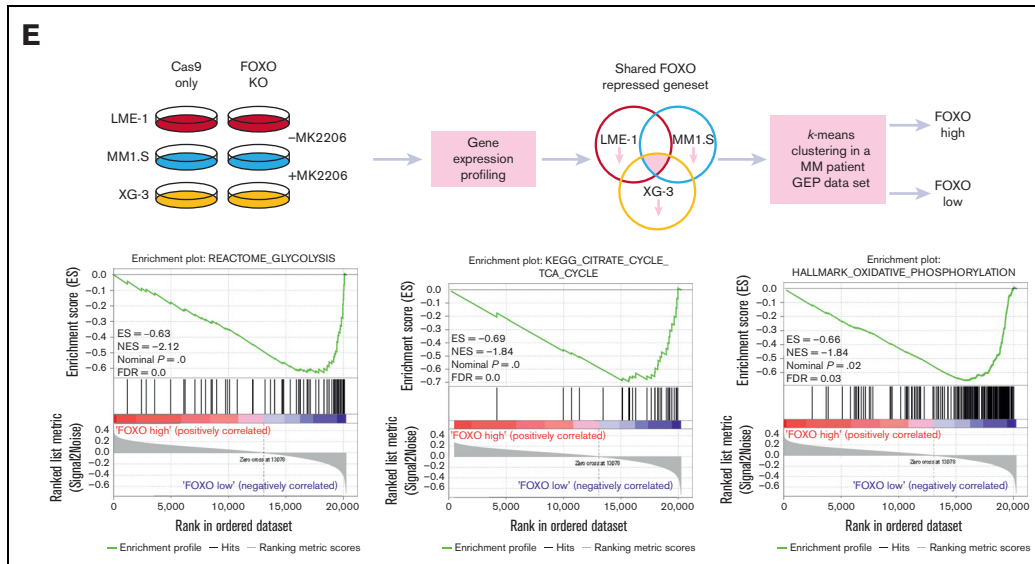 E
Cas9
only
FOXO
KO
LME-1
MM1.S
XG-3
–MK2206
+MK2206
Gene
expression
profiling
Shared FOXO
repressed geneset
LME-1
MM1.S
XG-3
k-means
clustering in a
MM patient
GEP data set
FOXO
high
FOXO
low
Enrichment plot: REACTOME_GLYCOLYSIS
Enrichment score (ES)
0.0
–0.1
–0.2
–0.3
–0.4
–0.5
–0.6
ES = –0.63
NES = –2.12
Nominal P = .0
FDR = 0.0
Ranked list metric
(Signal2Noise)
0.4
0.2
0.0
–0.2
–0.4
–0.6
'FOXO high' (positively correlated)
Zero cross at 13078
'FOXO low' (negatively correlated)
0
5,000
10,000
15,000
20,000
Rank in ordered dataset
Enrichment profile
Hits
Ranking metric scores
Enrichment plot: KEGG_CITRATE_CYCLE_
TCA_CYCLE
Enrichment score (ES)
0.0
–0.1
–0.2
–0.3
–0.4
–0.5
–0.6
–0.7
ES = –0.69
NES = –1.84
Nominal P = .0
FDR = 0.0
Ranked list metric
(Signal2Noise)
0.4
0.2
0.0
–0.2
–0.4
–0.6
'FOXO high' (positively correlated)
Zero cross at 13078
'FOXO low' (negatively correlated)
0
5,000
10,000
15,000
20,000
Rank in ordered dataset
Enrichment profile
Hits
Ranking metric scores
Enrichment plot:
HALLMARK_OXIDATIVE_PHOSPHORYLATION
Enrichment score (ES)
0.0
–0.1
–0.2
–0.3
–0.4
–0.5
–0.6
ES = –0.66
NES = –1.84
Nominal P = .02
FDR = 0.03
Ranked list metric
(Signal2Noise)
0.4
0.2
0.0
–0.2
–0.4
–0.6
'FOXO high' (positively correlated)
Zero cross at 13078
'FOXO low' (negatively correlated)
0
5,000
10,000
15,000
20,000
Rank in ordered dataset
Enrichment profile
Hits
Ranking metric scores